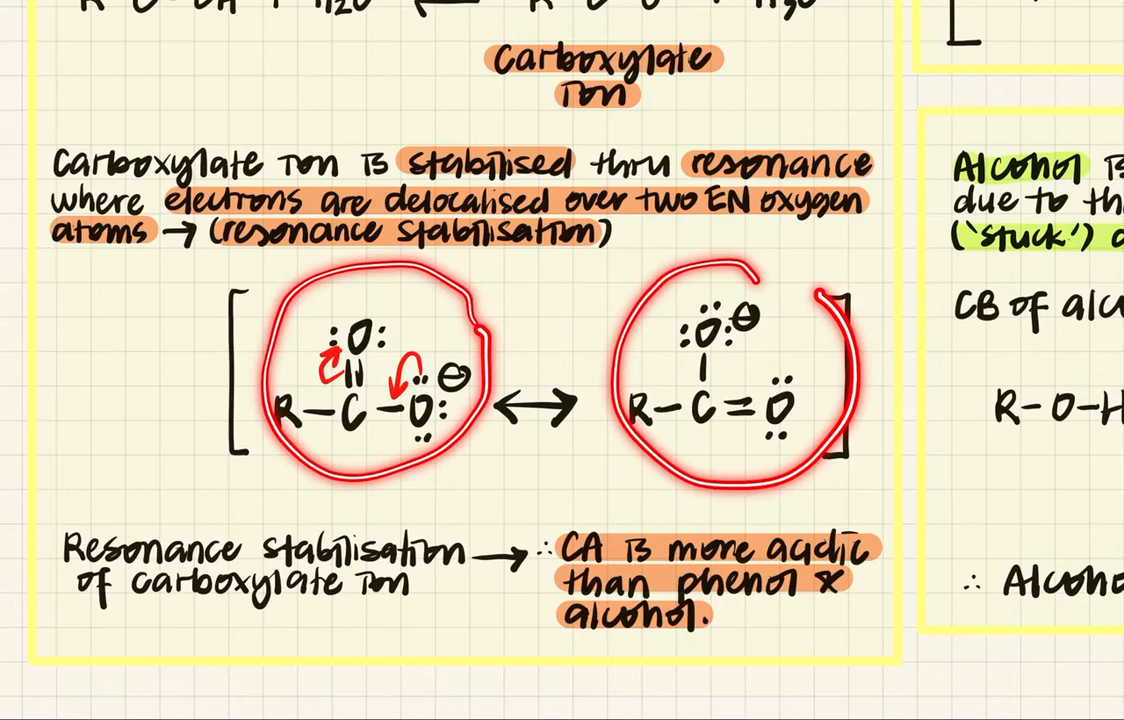 Carboxylate
Ion
Carboxylate ion is stabilised thru resonance
where electrons are delocalised over two EN oxygen
atoms → (resonance stabilisation)
[ :O: :Ö:⊖ ]
|| |
R–C–Ö:⊖ ↔ R–C=Ö
Resonance stabilisation → ∴ CA is more acidic
of carboxylate ion than phenol &
alcohol.
Alcohol is
due to th
('stuck') a
CB of alco
R-O-H
∴ Alcoho